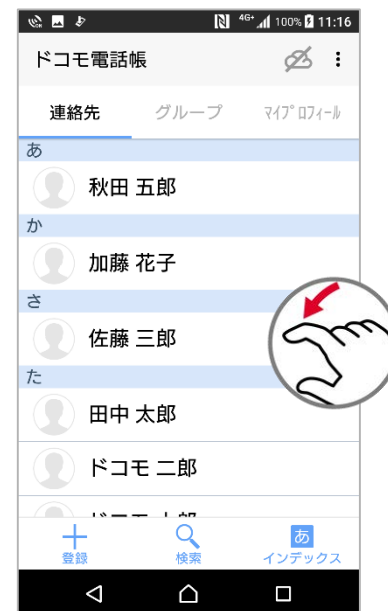 4G+ 100% 11:16
ドコモ電話帳
連絡先 グループ ﾏｲﾌﾟﾛﾌｨｰﾙ
あ
秋田 五郎
か
加藤 花子
さ
佐藤 三郎
た
田中 太郎
ドコモ 二郎
あ
登録 検索 インデックス